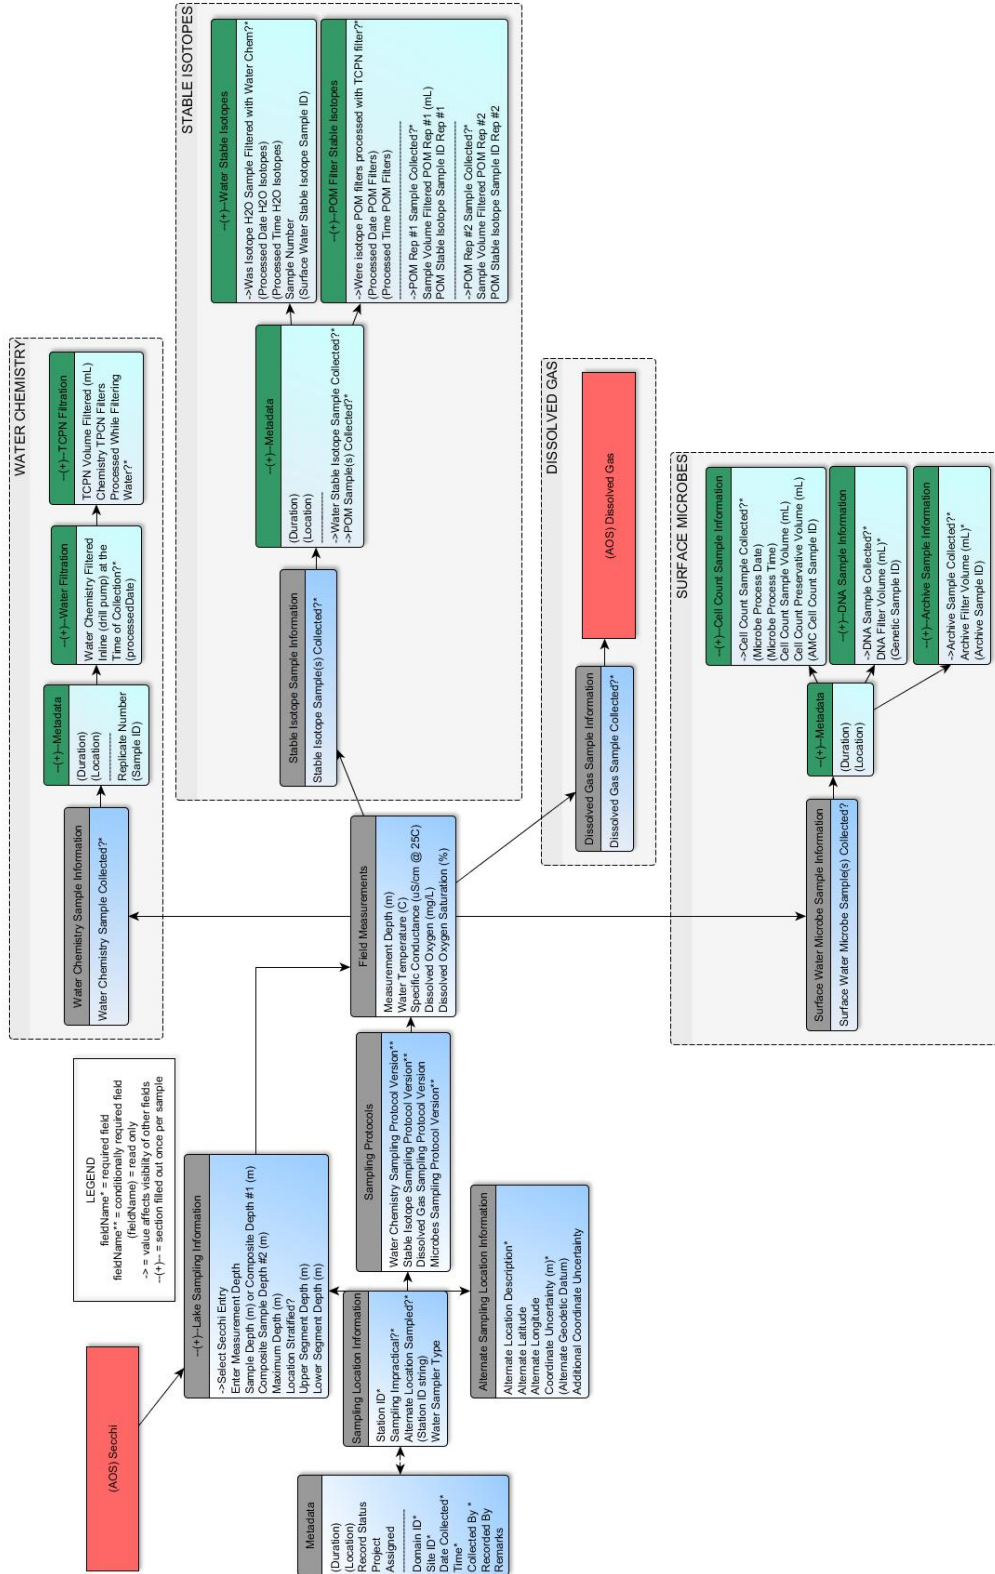 (AOS) Secchi
LEGEND
fieldName* = required field
fieldName** = conditionally required field
(fieldName) = read only
-> = value affects visibility of other fields
--(+)-- = section filled out once per sample
Metadata
(Duration)
(Location)
Record Status
Project
Assigned
----------------
Domain ID*
Site ID*
Date Collected*
Time*
Collected By *
Recorded By
Remarks
Sampling Location Information
Station ID*
Sampling Impractical?*
Alternate Location Sampled?*
(Station ID string)
Water Sampler Type
--(+)--Lake Sampling Information
->Select Secchi Entry
Enter Measurement Depth
Sample Depth (m) or Composite Depth #1 (m)
Composite Sample Depth #2 (m)
Maximum Depth (m)
Location Stratified?
Upper Segment Depth (m)
Lower Segment Depth (m)
Alternate Sampling Location Information
Alternate Location Description*
Alternate Latitude
Alternate Longitude
Coordinate Uncertainty (m)*
(Alternate Geodetic Datum)
Additional Coordinate Uncertainty
Sampling Protocols
Water Chemistry Sampling Protocol Version**
Stable Isotope Sampling Protocol Version**
Dissolved Gas Sampling Protocol Version
Microbes Sampling Protocol Version**
Field Measurements
Measurement Depth (m)
Water Temperature (C)
Specific Conductance (uS/cm @ 25C)
Dissolved Oxygen (mg/L)
Dissolved Oxygen Saturation (%)
WATER CHEMISTRY
Water Chemistry Sample Information
Water Chemistry Sample Collected?*
--(+)--Metadata
(Duration)
(Location)
----------------
Replicate Number
(Sample ID)
--(+)--Water Filtration
Water Chemistry Filtered
Inline (drill pump) at the
Time of Collection?*
(processedDate)
--(+)--TCPN Filtration
TCPN Volume Filtered (mL)
Chemistry TPCN Filters
Processed While Filtering
Water?*
STABLE ISOTOPES
Stable Isotope Sample Information
Stable Isotope Sample(s) Collected?*
--(+)--Metadata
(Duration)
(Location)
----------------
->Water Stable Isotope Sample Collected?*
->POM Sample(s) Collected?*
--(+)--Water Stable Isotopes
->Was Isotope H2O Sample Filtered with Water Chem?*
(Processed Date H2O Isotopes)
(Processed Time H2O Isotopes)
Sample Number
(Surface Water Stable Isotope Sample ID)
--(+)--POM Filter Stable Isotopes
->Were isotope POM filters processed with TCPN filter?*
(Processed Date POM Filters)
(Processed Time POM Filters)
----------------
->POM Rep #1 Sample Collected?*
Sample Volume Filtered POM Rep #1 (mL)
POM Stable Isotope Sample ID Rep #1
----------------
->POM Rep #2 Sample Collected?*
Sample Volume Filtered POM Rep #2
POM Stable Isotope Sample ID Rep #2
DISSOLVED GAS
Dissolved Gas Sample Information
Dissolved Gas Sample Collected?*
(AOS) Dissolved Gas
SURFACE MICROBES
Surface Water Microbe Sample Information
Surface Water Microbe Sample(s) Collected?
--(+)--Metadata
(Duration)
(Location)
--(+)--Cell Count Sample Information
->Cell Count Sample Collected?*
(Microbe Process Date)
(Microbe Process Time)
Cell Count Sample Volume (mL)
Cell Count Preservative Volume (mL)
(AMC Cell Count Sample ID)
--(+)--DNA Sample Information
->DNA Sample Collected?*
DNA Filter Volume (mL)*
(Genetic Sample ID)
--(+)--Archive Sample Information
->Archive Sample Collected?*
Archive Filter Volume (mL)*
(Archive Sample ID)